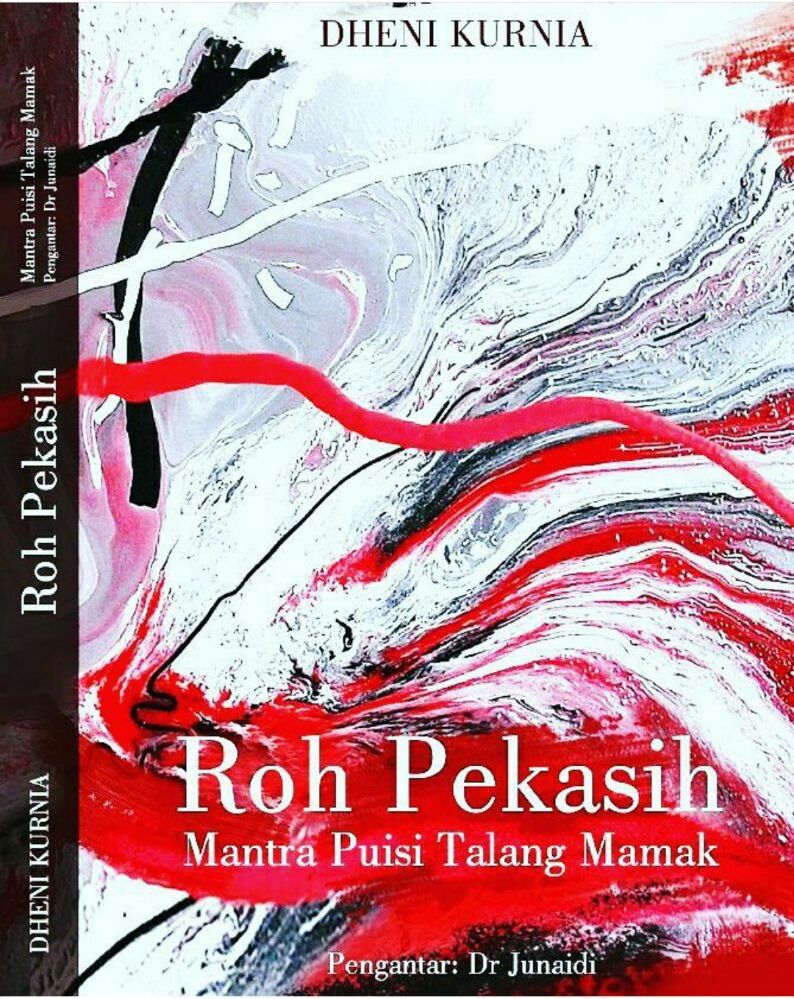 DHENI KURNIA
Roh Pekasih
Mantra Puisi Talang Mamak
Pengantar: Dr Junaidi
Mantra Puisi Talang Mamak
Pengantar: Dr Junaidi
Roh Pekasih
DHENI KURNIA